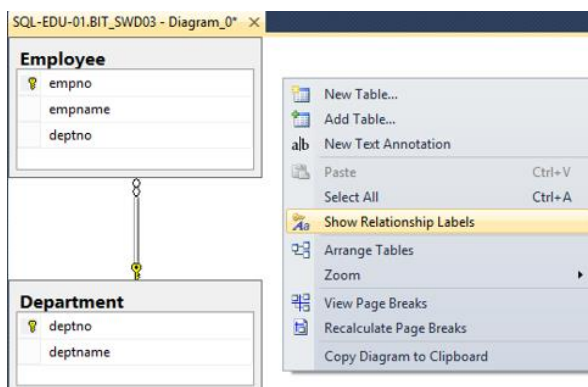 SQL-EDU-01.BIT_SWD03 - Diagram_0*
Employee
empno
empname
deptno
Department
deptno
deptname
New Table...
Add Table...
a|b New Text Annotation
Paste Ctrl+V
Select All Ctrl+A
Aa Show Relationship Labels
Arrange Tables
Zoom
View Page Breaks
Recalculate Page Breaks
Copy Diagram to Clipboard